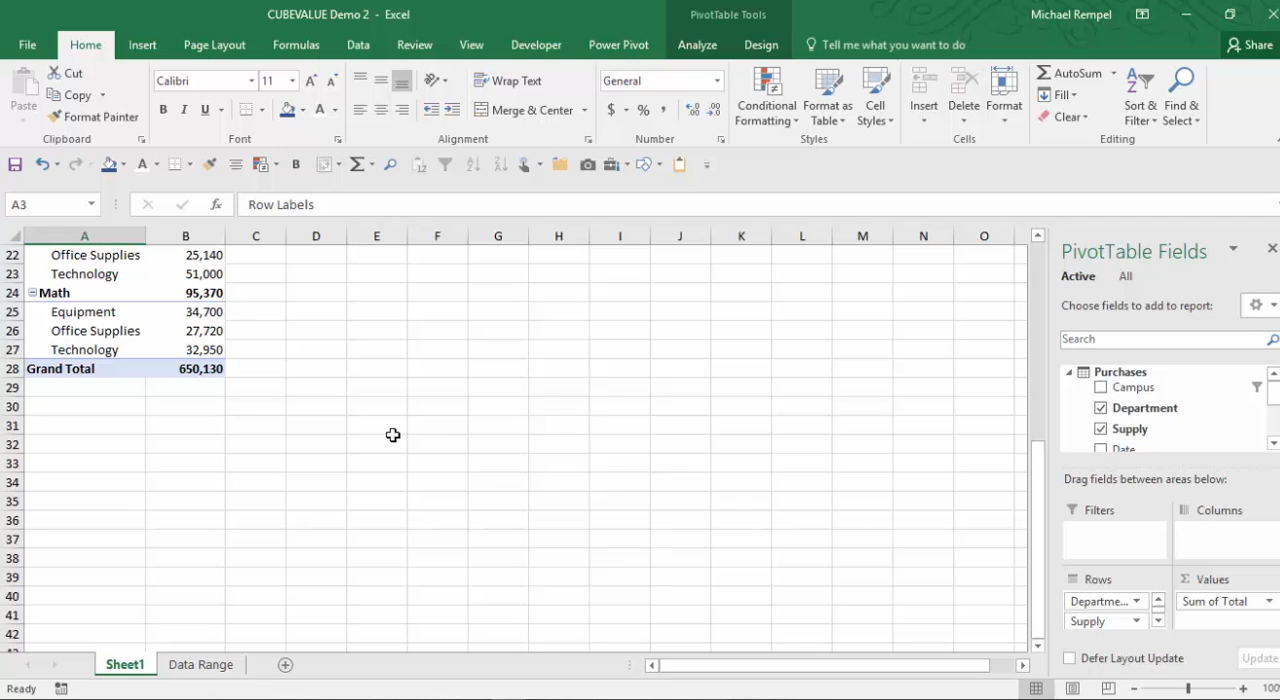 CUBEVALUE Demo 2 - Excel
PivotTable Tools
Michael Rempel
File Home Insert Page Layout Formulas Data Review View Developer Power Pivot Analyze Design Tell me what you want to do Share
Paste
Cut
Copy
Format Painter
Clipboard
Calibri 11
B I U
Font
Wrap Text
Merge & Center
Alignment
General
$ % ,
Number
Conditional Formatting
Format as Table
Cell Styles
Styles
Insert
Delete
Format
Cells
AutoSum
Fill
Clear
Sort & Filter
Find & Select
Editing
A3 fx Row Labels
A B C D E F G H I J K L M N O
22 Office Supplies 25,140
23 Technology 51,000
24 Math 95,370
25 Equipment 34,700
26 Office Supplies 27,720
27 Technology 32,950
28 Grand Total 650,130
29
30
31
32
33
34
35
36
37
38
39
40
41
42
PivotTable Fields
Active All
Choose fields to add to report:
Search
Purchases
Campus
Department
Supply
Date
Drag fields between areas below:
Filters
Columns
Rows
Values
Departme...
Sum of Total
Supply
Defer Layout Update
Update
Sheet1
Data Range
Ready